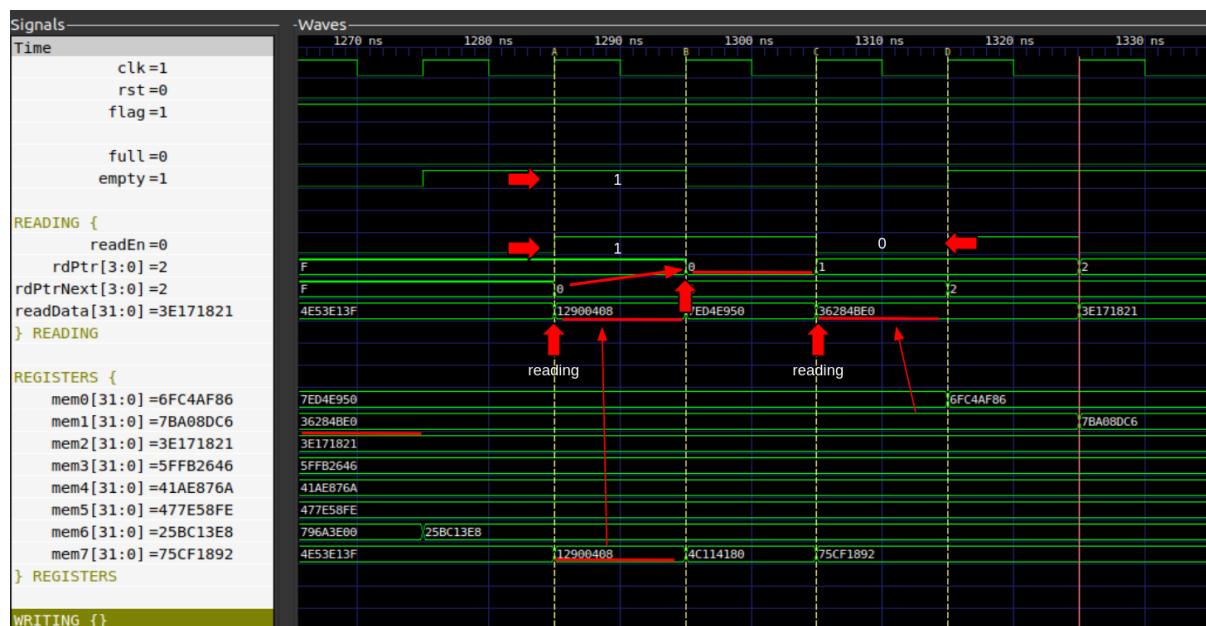 Signals Waves
Time 1270 ns 1280 ns 1290 ns 1300 ns 1310 ns 1320 ns 1330 ns
A B C D
clk=1
rst=0
flag=1
full=0
empty=1 1
READING {
readEn=0 1 0
rdPtr[3:0]=2 F 0 1 2
rdPtrNext[3:0]=2 F 0 2
readData[31:0]=3E171821 4E53E13F 12900408 7ED4E950 36284BE0 3E171821
} READING
reading reading
REGISTERS {
mem0[31:0]=6FC4AF86 7ED4E950 6FC4AF86
mem1[31:0]=7BA08DC6 36284BE0 7BA08DC6
mem2[31:0]=3E171821 3E171821
mem3[31:0]=5FFB2646 5FFB2646
mem4[31:0]=41AE876A 41AE876A
mem5[31:0]=477E58FE 477E58FE
mem6[31:0]=25BC13E8 796A3E00 25BC13E8
mem7[31:0]=75CF1892 4E53E13F 12900408 4C114180 75CF1892
} REGISTERS
WRITING {}